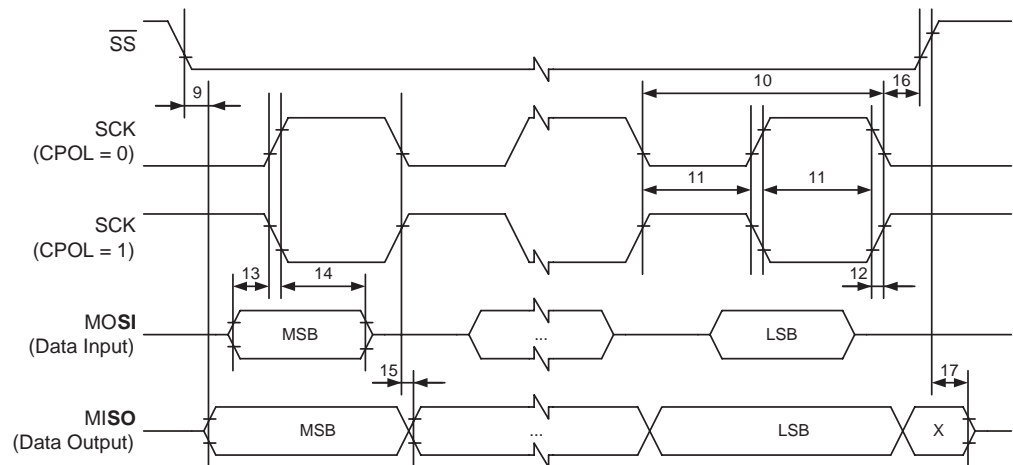 SS
9
10
16
SCK
(CPOL = 0)
11
11
SCK
(CPOL = 1)
13
14
12
MOSI
(Data Input)
MSB
...
LSB
15
17
MISO
(Data Output)
MSB
...
LSB
X